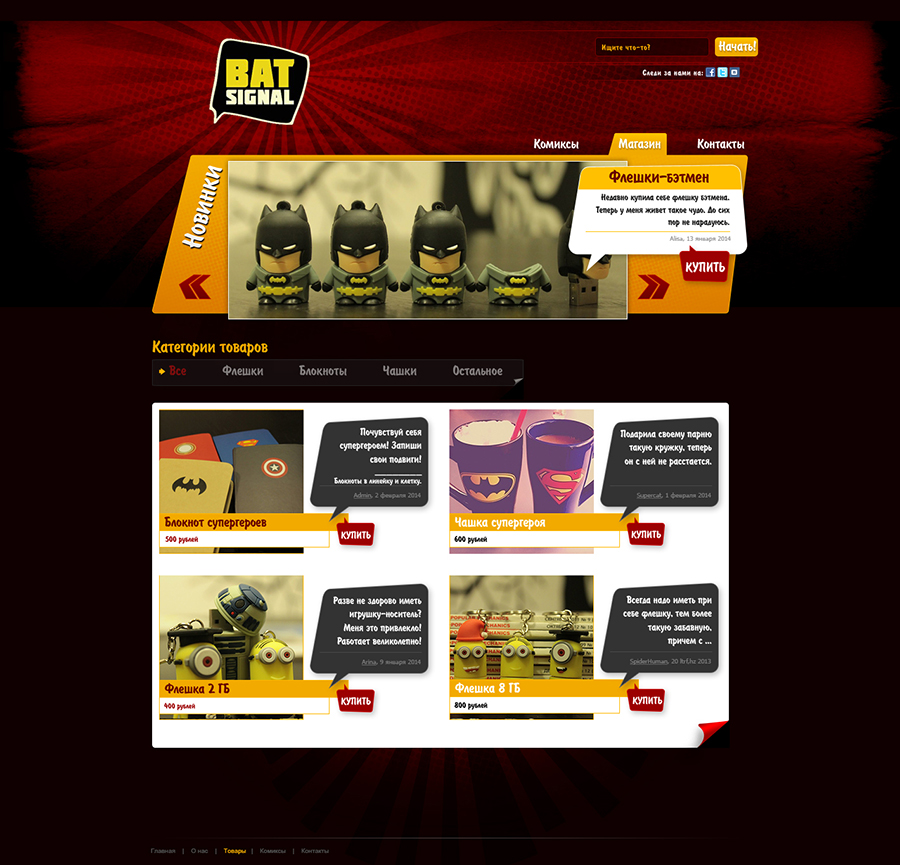 Ищите что-то?
Начать!
BAT
SIGNAL
Следи за нами на:
Комиксы
Магазин
Контакты
Новинки
Флешки-бэтмен
Недавно купила себе флешку бэтмена.
Теперь у меня живет такое чудо. До сих
пор не нарадуюсь.
Alina, 13 января 2014
КУПИТЬ
Категории товаров
Все
Флешки
Блокноты
Чашки
Остальное
Почувствуй себя
супергероем! Запиши
свои подвиги!
Блокноты в линейку и клетку.
Admin, 2 февраля 2014
Блокнот супергероев
500 рублей
КУПИТЬ
Подарила своему парню
такую кружку, теперь
он с ней не расстается.
Supercat, 1 февраля 2014
Чашка супергероя
600 рублей
КУПИТЬ
Разве не здорово иметь
игрушку-носитель?
Меня это привлекло!
Работает великолепно!
Arina, 9 января 2014
Флешка 2 ГБ
400 рублей
КУПИТЬ
Всегда надо иметь при
себе флешку, тем более
такую забавную,
причем с ...
SpiderHuman, 20 2013
POPULAR MECHANICS
Флешка 8 ГБ
800 рублей
КУПИТЬ
Главная | О нас | Товары | Комиксы | Контакты